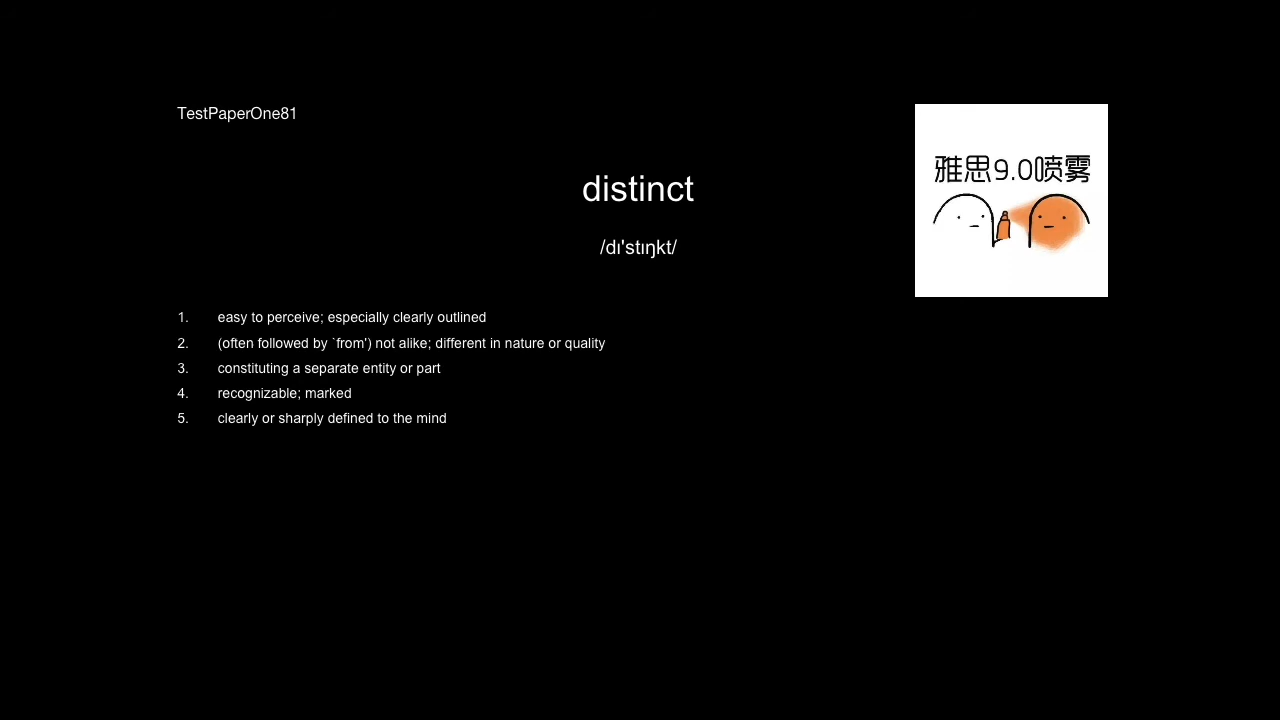 TestPaperOne81
雅思9.0喷雾
distinct
/dɪ'stɪŋkt/
1. easy to perceive; especially clearly outlined
2. (often followed by `from') not alike; different in nature or quality
3. constituting a separate entity or part
4. recognizable; marked
5. clearly or sharply defined to the mind